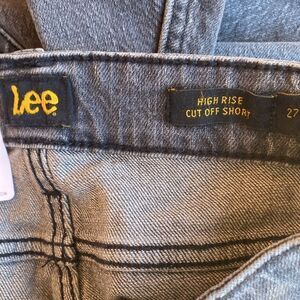 Lee
HIGH RISE
CUT OFF SHORT
27